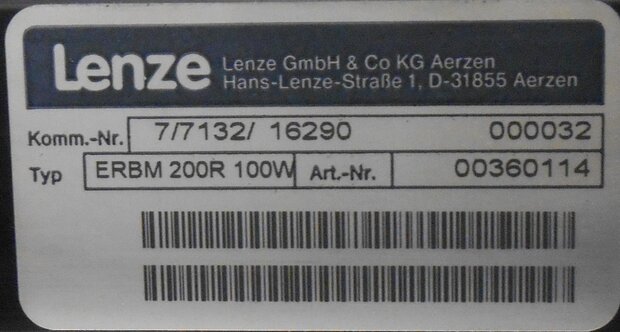 Lenze
Lenze GmbH & Co KG Aerzen
Hans-Lenze-Straße 1, D-31855 Aerzen
Komm.-Nr. 7/7132/ 16290 000032
Typ ERBM 200R 100W Art.-Nr. 00360114